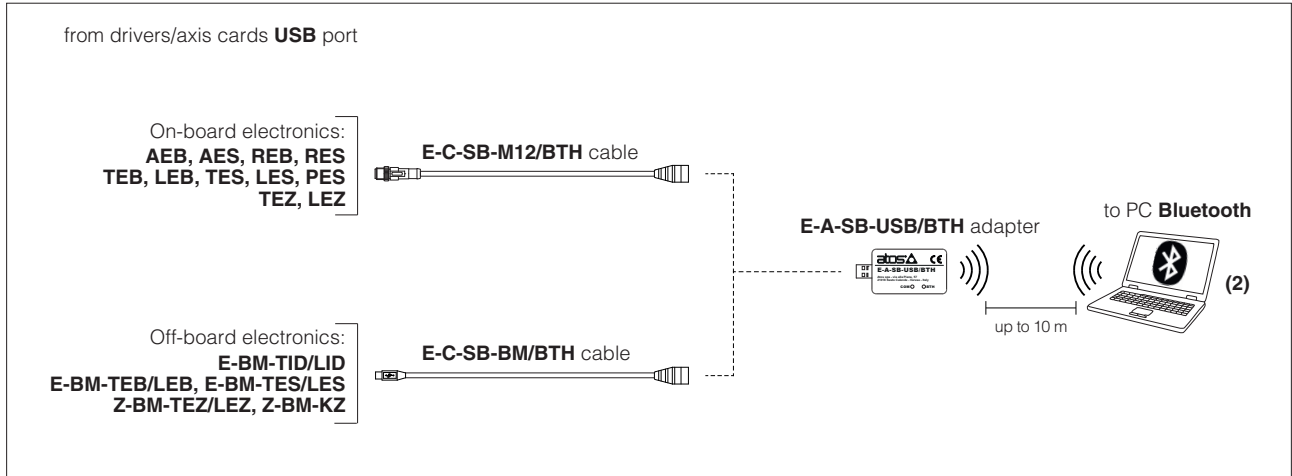 from drivers/axis cards USB port
On-board electronics:
AEB, AES, REB, RES
TEB, LEB, TES, LES, PES
TEZ, LEZ
E-C-SB-M12/BTH cable
E-A-SB-USB/BTH adapter
to PC Bluetooth
atos CE
E-A-SB-USB/BTH
COM BTH
(2)
up to 10 m
Off-board electronics:
E-BM-TID/LID
E-BM-TEB/LEB, E-BM-TES/LES
Z-BM-TEZ/LEZ, Z-BM-KZ
E-C-SB-BM/BTH cable